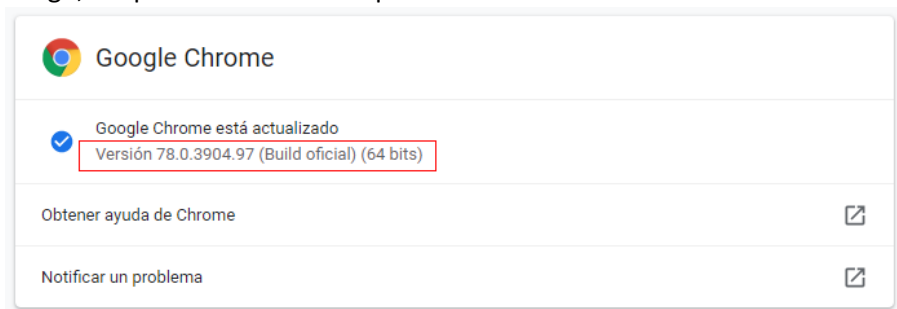 Google Chrome
Google Chrome está actualizado
Versión 78.0.3904.97 (Build oficial) (64 bits)
Obtener ayuda de Chrome
Notificar un problema